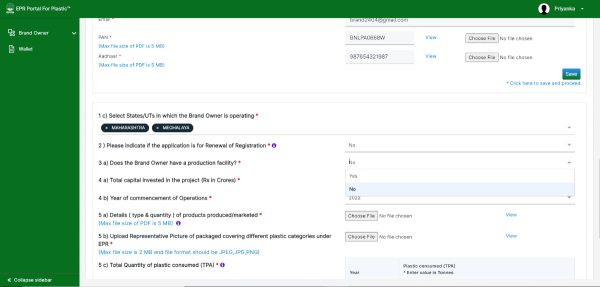 EPR Portal For Plastic™
Priyanka
Brand Owner
Wallet
Email *
brand2404@gmail.com
PAN *
(Max file size of PDF is 5 MB)
BNLPA0668W
View
Choose File No file chosen
Aadhaar *
(Max file size of PDF is 5 MB)
987654321987
View
Choose File No file chosen
Save
* Click here to save and proceed
1 c) Select States/UTs in which the Brand Owner is operating *
× MAHARASHTRA × MEGHALAYA
2 ) Please indicate if the application is for Renewal of Registration *
No
3 a) Does the Brand Owner have a production facility? *
No
Yes
No
4 a) Total capital invested in the project (Rs in Crores) *
4 b) Year of commencement of Operations *
2022
5 a) Details ( type & quantity ) of products produced/marketed *
(Max file size of PDF is 5 MB)
Choose File No file chosen
View
5 b) Upload Representative Picture of packaged covering different plastic categories under
EPR *
(Max file size is 2 MB and file format should be JPEG,JPG,PNG)
Choose File No file chosen
View
5 c) Total Quantity of plastic consumed (TPA) *
Year
Plastic consumed (TPA)
* Enter value in Tonnes
Collapse sidebar